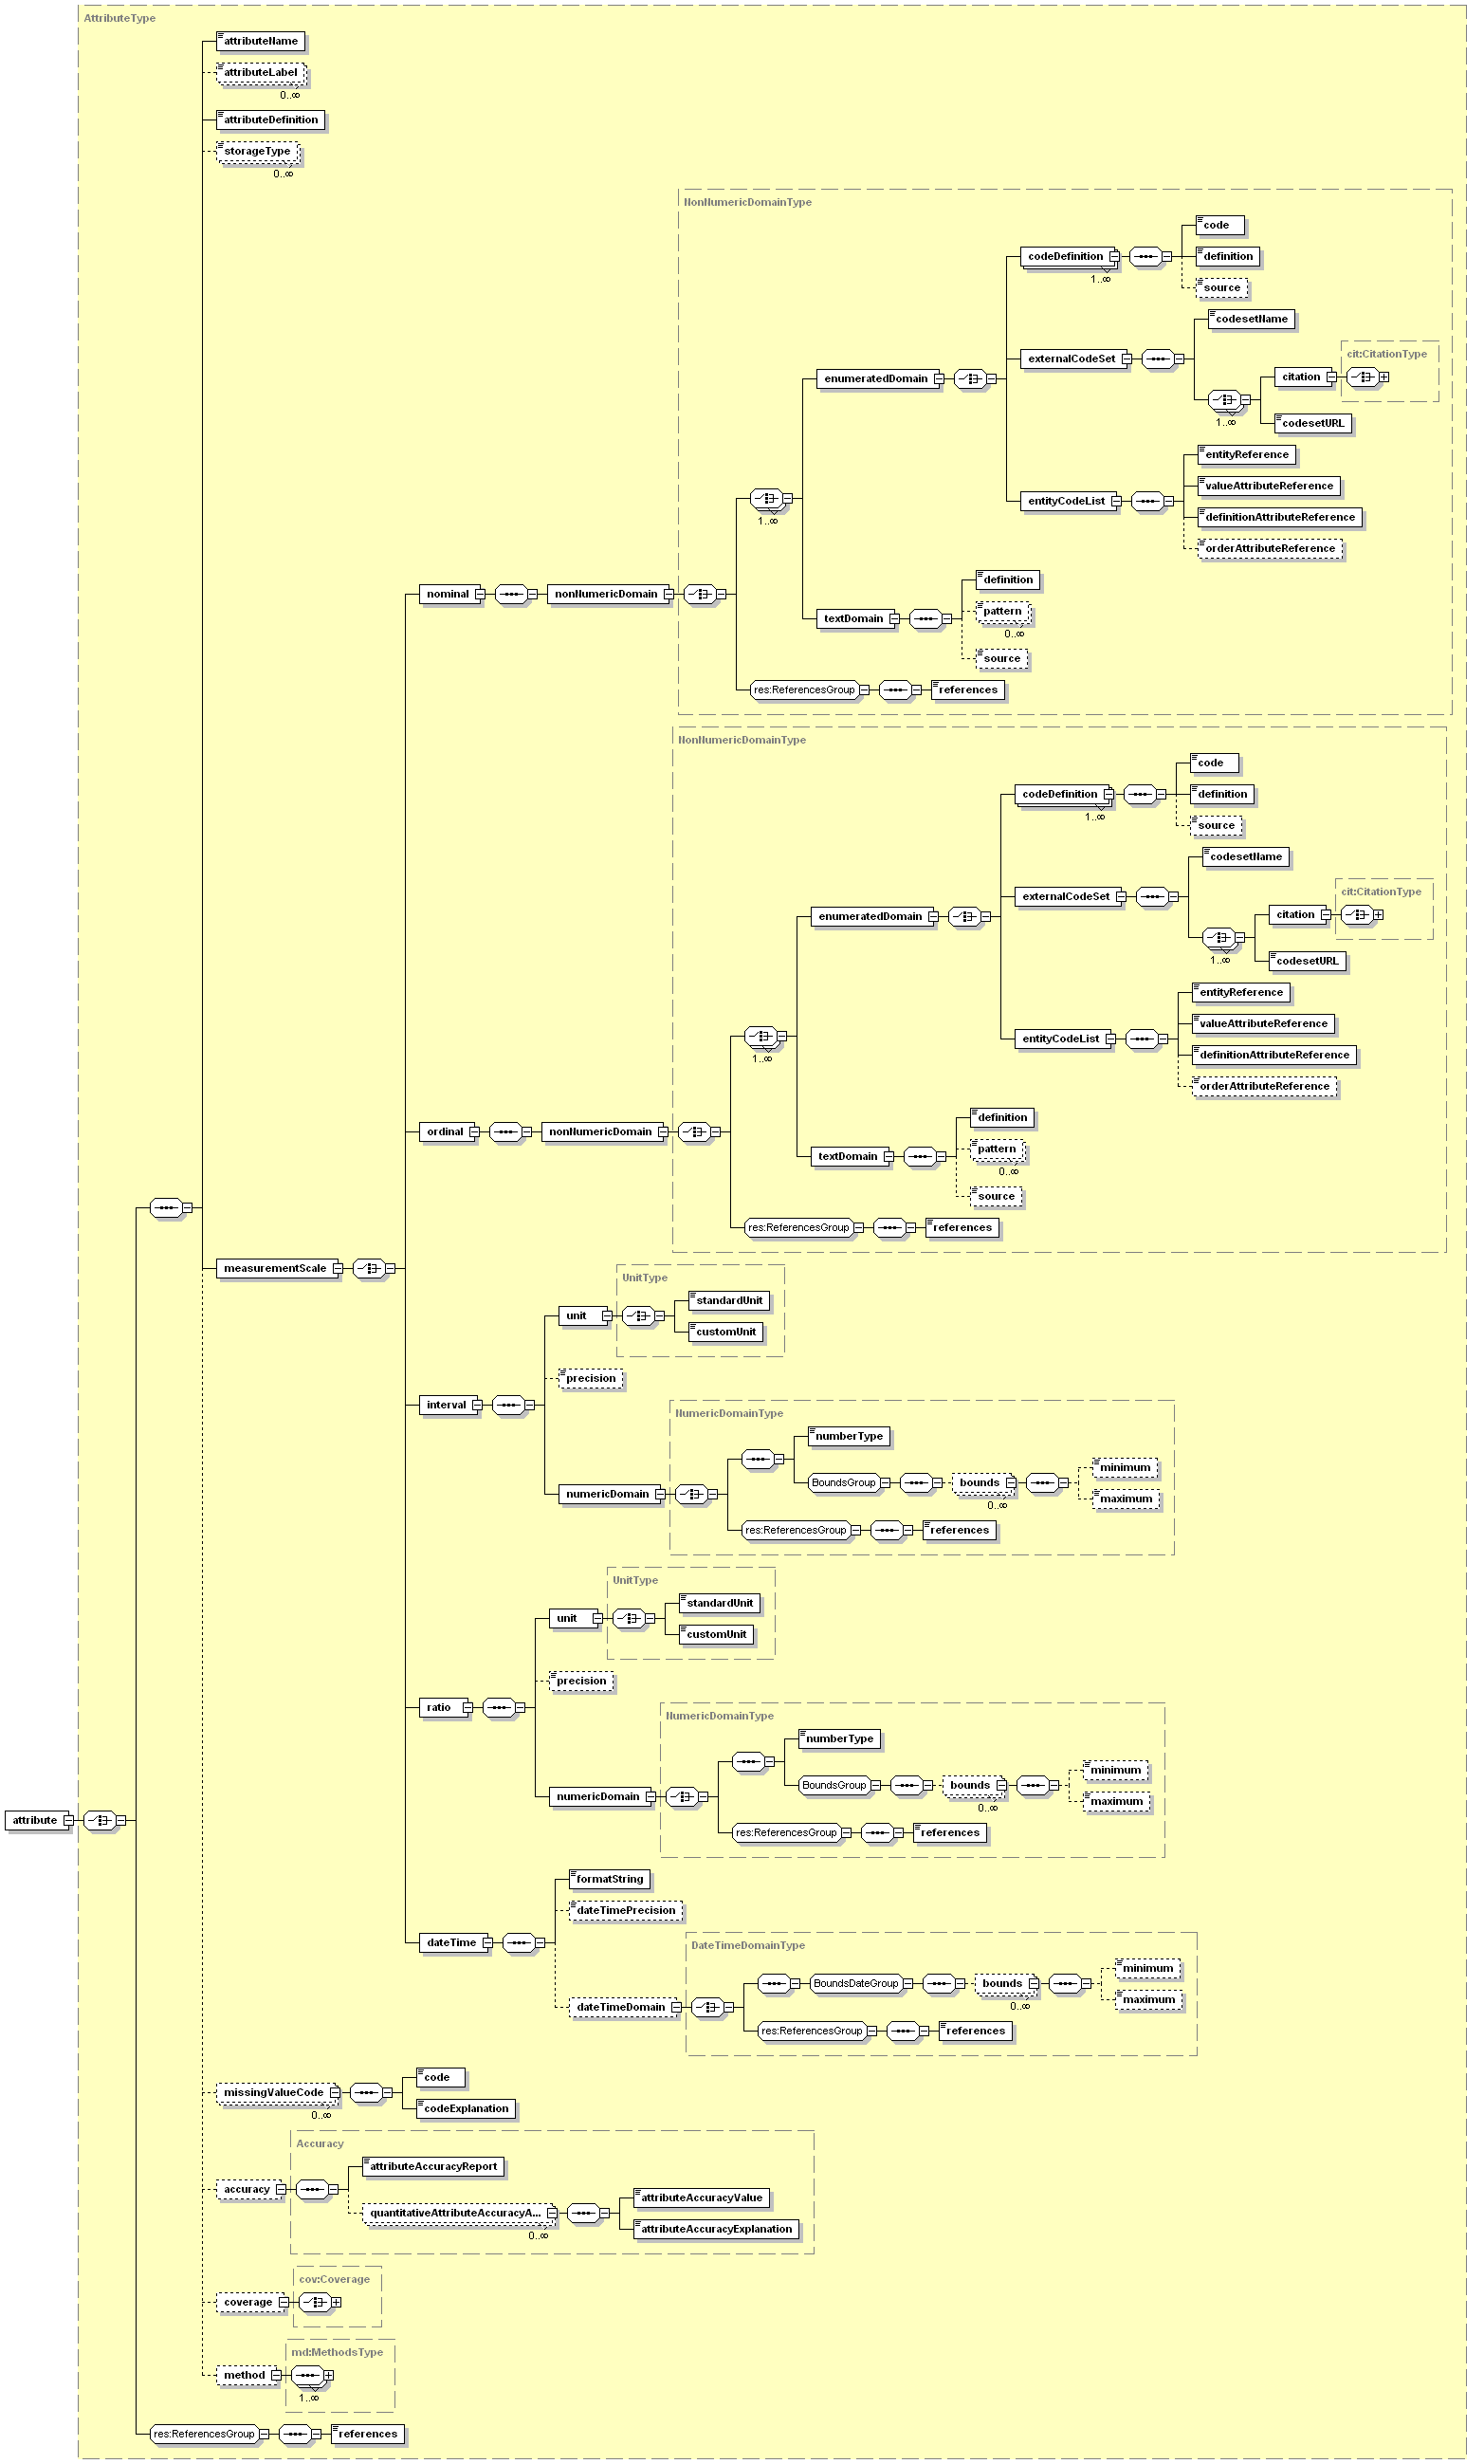 AttributeType
attributeName
attributeLabel
0..∞
attributeDefinition
storageType
0..∞
NonNumericDomainType
code
codeDefinition
definition
1..∞
source
codesetName
externalCodeSet
cit:CitationType
enumeratedDomain
citation
1..∞
codesetURL
entityReference
valueAttributeReference
entityCodeList
1..∞
definitionAttributeReference
orderAttributeReference
definition
nominal
nonNumericDomain
pattern
textDomain
0..∞
source
res:ReferencesGroup
references
NonNumericDomainType
code
codeDefinition
definition
1..∞
source
codesetName
externalCodeSet
cit:CitationType
enumeratedDomain
citation
1..∞
codesetURL
entityReference
valueAttributeReference
entityCodeList
1..∞
definitionAttributeReference
orderAttributeReference
definition
ordinal
nonNumericDomain
pattern
textDomain
0..∞
source
res:ReferencesGroup
references
measurementScale
UnitType
standardUnit
unit
customUnit
precision
interval
NumericDomainType
numberType
minimum
BoundsGroup
bounds
0..∞
numericDomain
maximum
res:ReferencesGroup
references
UnitType
standardUnit
unit
customUnit
precision
ratio
NumericDomainType
numberType
minimum
BoundsGroup
bounds
0..∞
numericDomain
maximum
attribute
res:ReferencesGroup
references
formatString
dateTimePrecision
dateTime
DateTimeDomainType
minimum
BoundsDateGroup
bounds
0..∞
dateTimeDomain
maximum
res:ReferencesGroup
references
code
missingValueCode
0..∞
codeExplanation
Accuracy
attributeAccuracyReport
accuracy
attributeAccuracyValue
quantitativeAttributeAccuracyA...
0..∞
attributeAccuracyExplanation
cov:Coverage
coverage
md:MethodsType
method
1..∞
res:ReferencesGroup
references